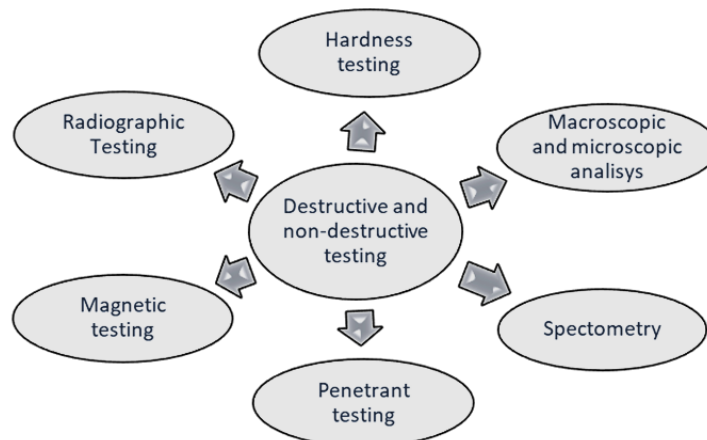 Hardness
testing
Radiographic
Testing
Macroscopic
and microscopic
analisys
Destructive and
non-destructive
testing
Magnetic
testing
Spectometry
Penetrant
testing